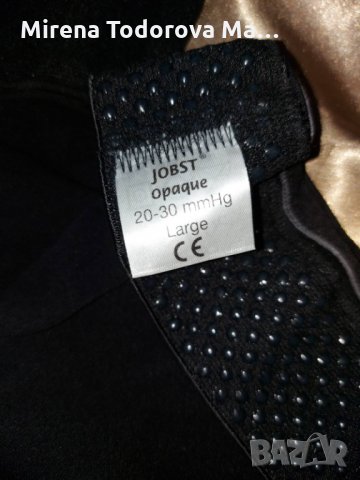 Mirena Todorova Ma...
JOBST®
Opaque
20-30 mmHg
Large
CE
BAZAR